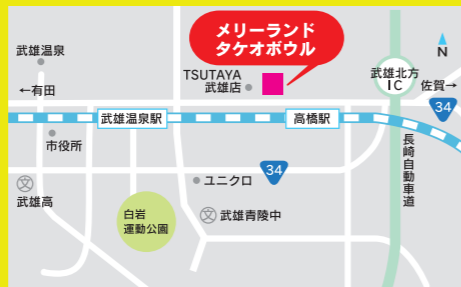 メリーランド
タケオボウル
N
武雄温泉
TSUTAYA
武雄店
武雄北方
IC
←有田
佐賀→
34
武雄温泉駅
高橋駅
市役所
長崎自動車道
文
武雄高
ユニクロ
34
白岩
運動公園
文
武雄青陵中